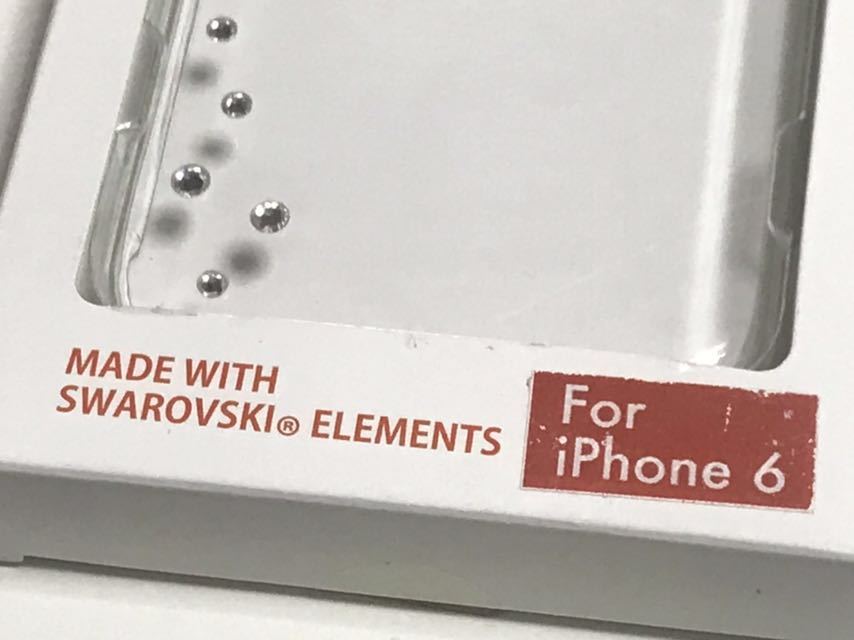 MADE WITH
SWAROVSKI® ELEMENTS
For
iPhone 6